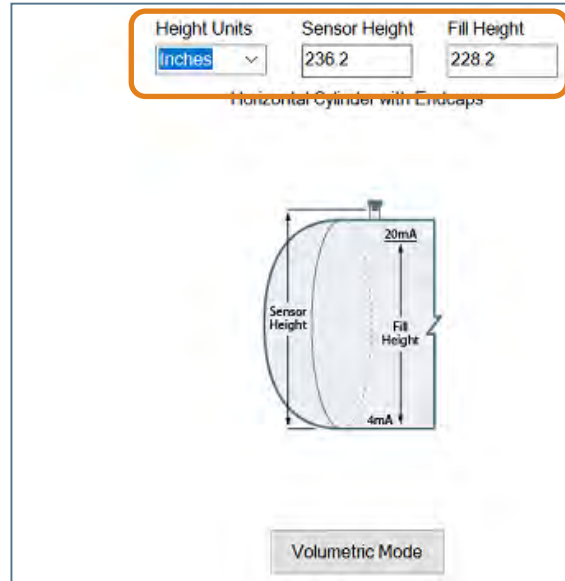 Height Units Sensor Height Fill Height
Inches 236.2 228.2
Horizontal Cylinder with Endcaps
20mA
Sensor
Height
Fill
Height
4mA
Volumetric Mode